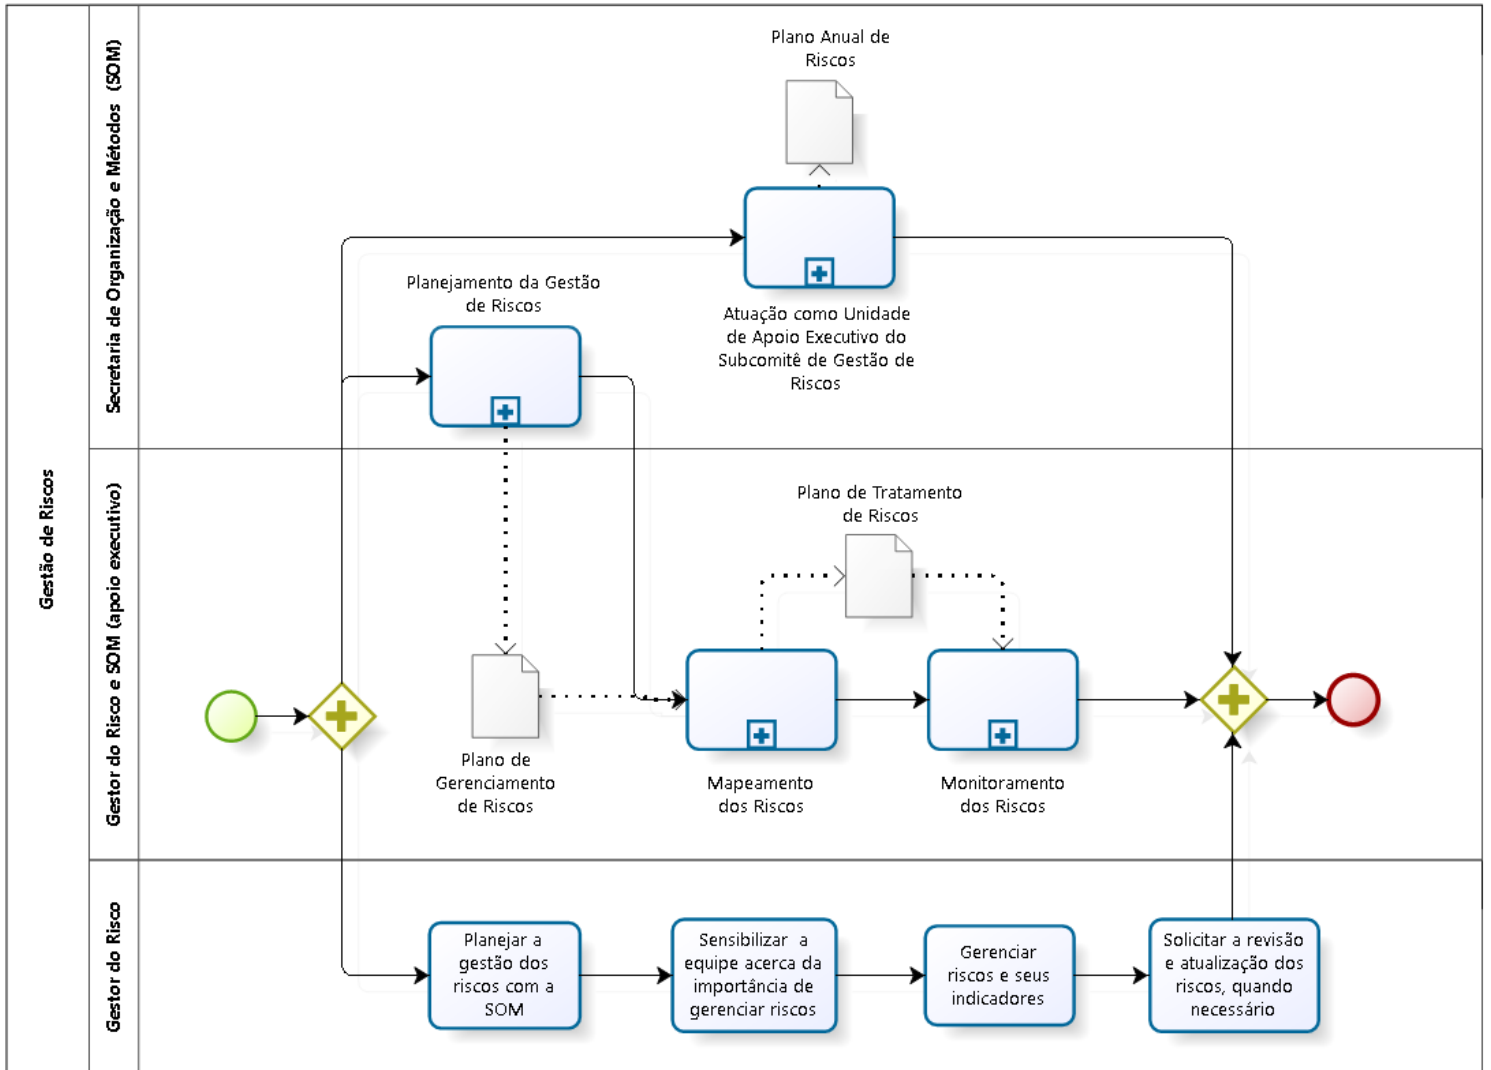 Gestão de Riscos
Secretaria de Organização e Métodos (SOM)
Plano Anual de
Riscos
Atuação como Unidade
de Apoio Executivo do
Subcomitê de Gestão de
Riscos
Planejamento da Gestão
de Riscos
Gestor do Risco e SOM (apoio executivo)
Plano de Tratamento
de Riscos
Plano de
Gerenciamento
de Riscos
Mapeamento
dos Riscos
Monitoramento
dos Riscos
Gestor do Risco
Planejar a
gestão dos
riscos com a
SOM
Sensibilizar a
equipe acerca da
importância de
gerenciar riscos
Gerenciar
riscos e seus
indicadores
Solicitar a revisão
e atualização dos
riscos, quando
necessário